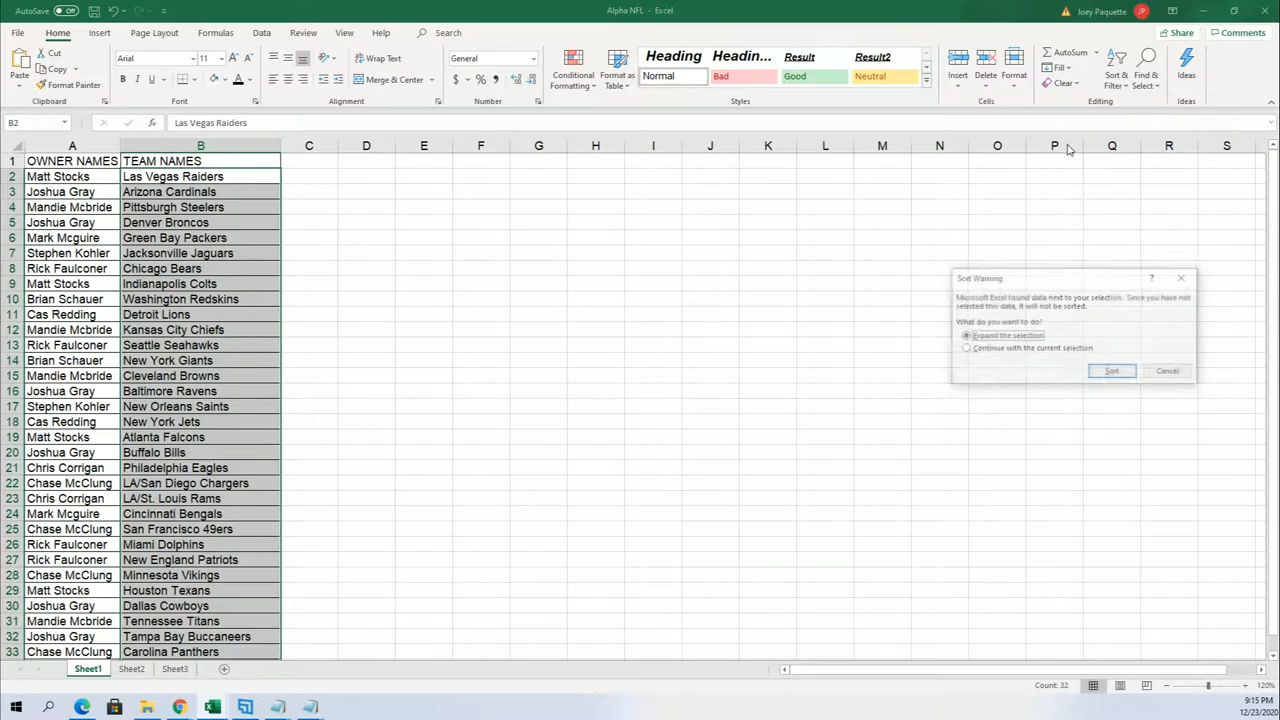 AutoSave Off
Alpha NFL - Excel
Joey Paquette JP
File Home Insert Page Layout Formulas Data Review View Help Search
Share Comments
Paste Cut Copy Format Painter Clipboard
Arial 11 B I U Font
Wrap Text Merge & Center Alignment
General $ % Number
Conditional Formatting Format as Table
Heading Headin... Result Result2
Normal Bad Good Neutral
Styles
Insert Delete Format Cells
AutoSum Fill Clear Sort & Filter Find & Select Editing
Ideas Ideas
B2 fx Las Vegas Raiders
A B C D E F G H I J K L M N O P Q R S
1 OWNER NAMES TEAM NAMES
2 Matt Stocks Las Vegas Raiders
3 Joshua Gray Arizona Cardinals
4 Mandie Mcbride Pittsburgh Steelers
5 Joshua Gray Denver Broncos
6 Mark Mcguire Green Bay Packers
7 Stephen Kohler Jacksonville Jaguars
8 Rick Faulconer Chicago Bears
9 Matt Stocks Indianapolis Colts
10 Brian Schauer Washington Redskins
11 Cas Redding Detroit Lions
12 Mandie Mcbride Kansas City Chiefs
13 Rick Faulconer Seattle Seahawks
14 Brian Schauer New York Giants
15 Mandie Mcbride Cleveland Browns
16 Joshua Gray Baltimore Ravens
17 Stephen Kohler New Orleans Saints
18 Cas Redding New York Jets
19 Matt Stocks Atlanta Falcons
20 Joshua Gray Buffalo Bills
21 Chris Corrigan Philadelphia Eagles
22 Chase McClung LA/San Diego Chargers
23 Chris Corrigan LA/St. Louis Rams
24 Mark Mcguire Cincinnati Bengals
25 Chase McClung San Francisco 49ers
26 Rick Faulconer Miami Dolphins
27 Rick Faulconer New England Patriots
28 Chase McClung Minnesota Vikings
29 Matt Stocks Houston Texans
30 Joshua Gray Dallas Cowboys
31 Mandie Mcbride Tennessee Titans
32 Joshua Gray Tampa Bay Buccaneers
33 Chase McClung Carolina Panthers
Sort Warning
Microsoft Excel found data next to your selection. Since you have not
selected this data, it will not be sorted.
What do you want to do?
Expand the selection
Continue with the current selection
Sort Cancel
Sheet1 Sheet2 Sheet3
Count: 32 120%
9:15 PM
12/23/2020